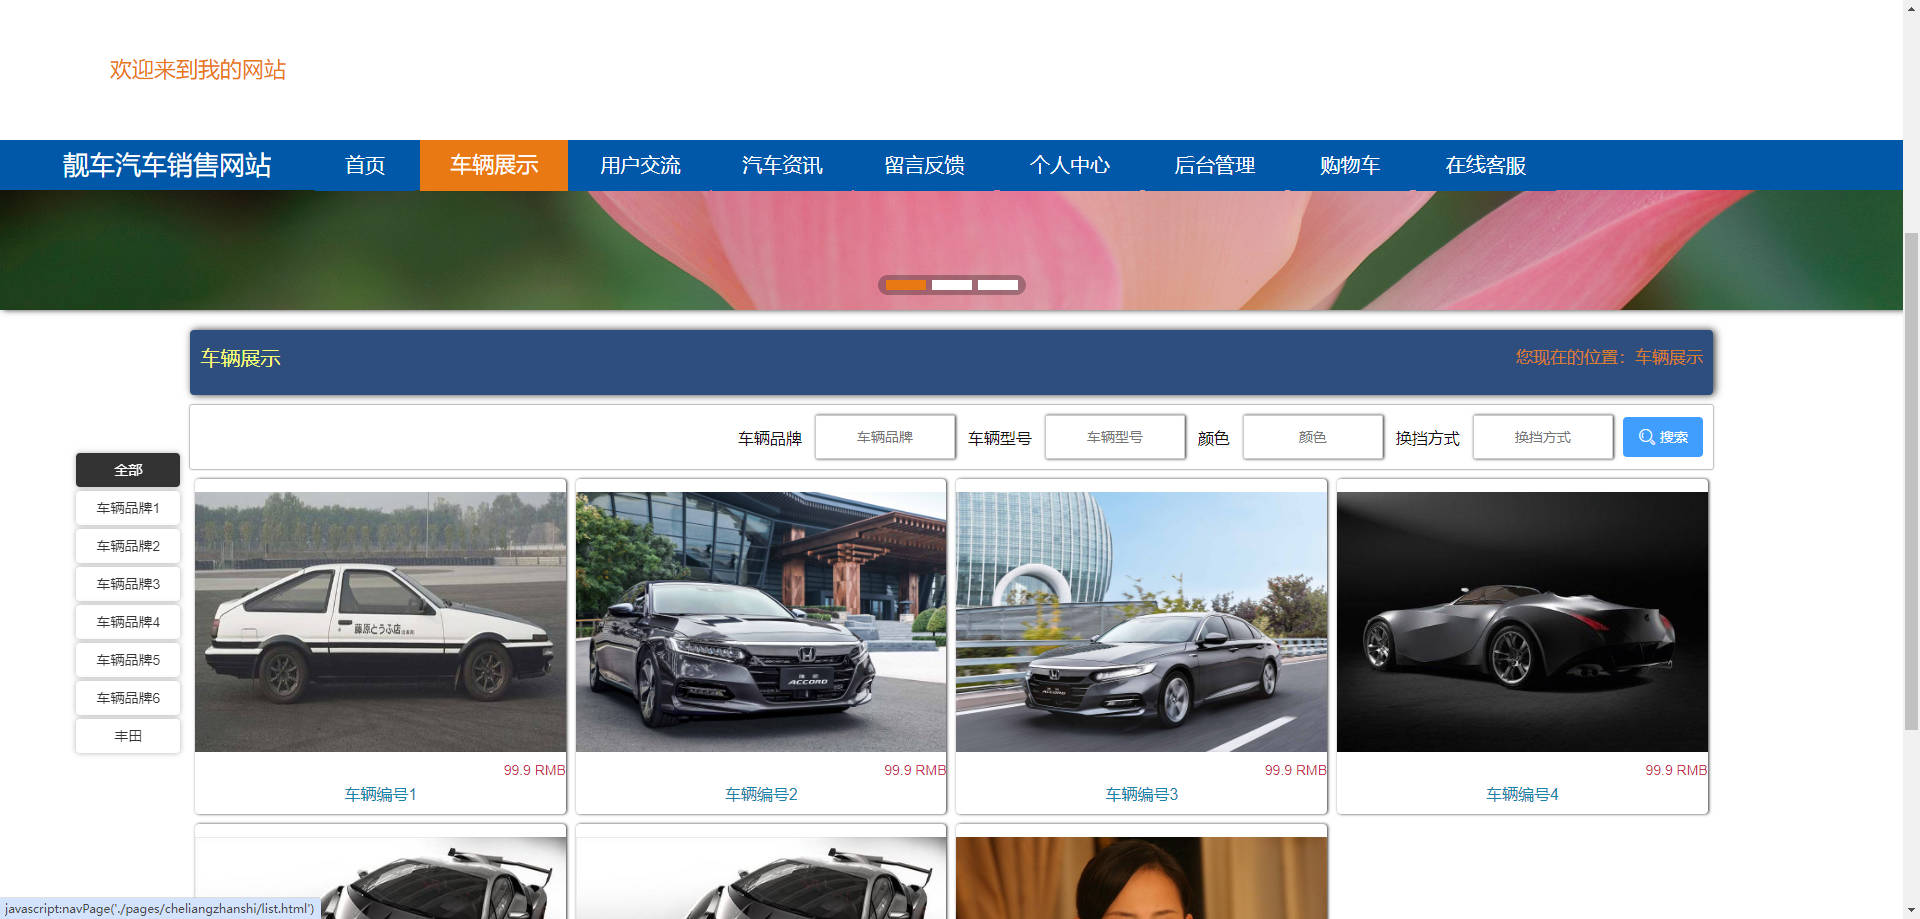 欢迎来到我的网站
靓车汽车销售网站 首页 车辆展示 用户交流 汽车资讯 留言反馈 个人中心 后台管理 购物车 在线客服
车辆展示 您现在的位置：车辆展示
车辆品牌 车辆品牌 车辆型号 车辆型号 颜色 颜色 换挡方式 换挡方式 搜索
全部
车辆品牌1
车辆品牌2
车辆品牌3
车辆品牌4
车辆品牌5
车辆品牌6
丰田
藤原とうふ店
ACCORD
ACCORD
99.9 RMB 99.9 RMB 99.9 RMB 99.9 RMB
车辆编号1 车辆编号2 车辆编号3 车辆编号4
javascript:navPage('./pages/cheliangzhanshi/list.html')